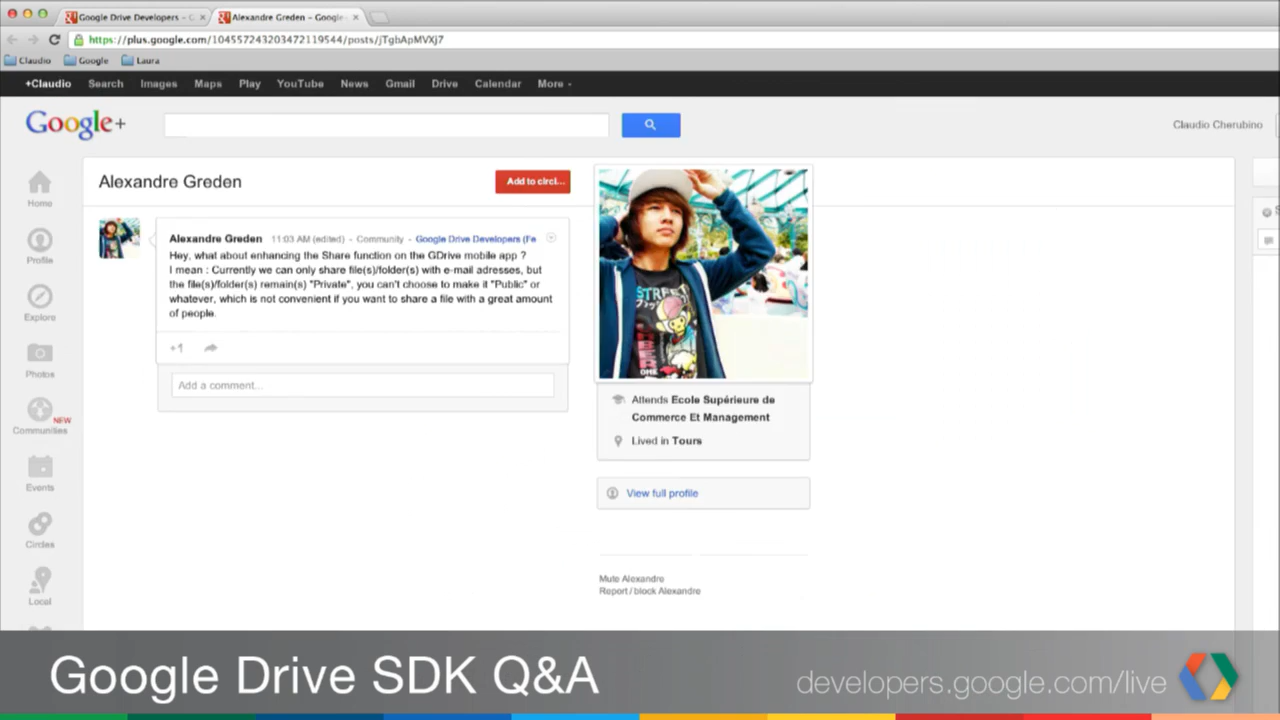 Google Drive Developers - C
Alexandre Greden - Google
https://plus.google.com/104557243203472119544/posts/jTgbApMVXj7
Claudio Google Laura
+Claudio Search Images Maps Play YouTube News Gmail Drive Calendar More
Google+
Claudio Cherubino
Home
Profile
Explore
Photos
NEW
Communities
Events
Circles
Local
Alexandre Greden
Add to circl...
Alexandre Greden 11:03 AM (edited) - Community - Google Drive Developers (Fe
Hey, what about enhancing the Share function on the GDrive mobile app ?
I mean : Currently we can only share file(s)/folder(s) with e-mail adresses, but
the file(s)/folder(s) remain(s) "Private", you can't choose to make it "Public" or
whatever, which is not convenient if you want to share a file with a great amount
of people.
+1
Add a comment...
STREET
Attends Ecole Supérieure de
Commerce Et Management
Lived in Tours
View full profile
Mute Alexandre
Report / block Alexandre
Google Drive SDK Q&A
developers.google.com/live